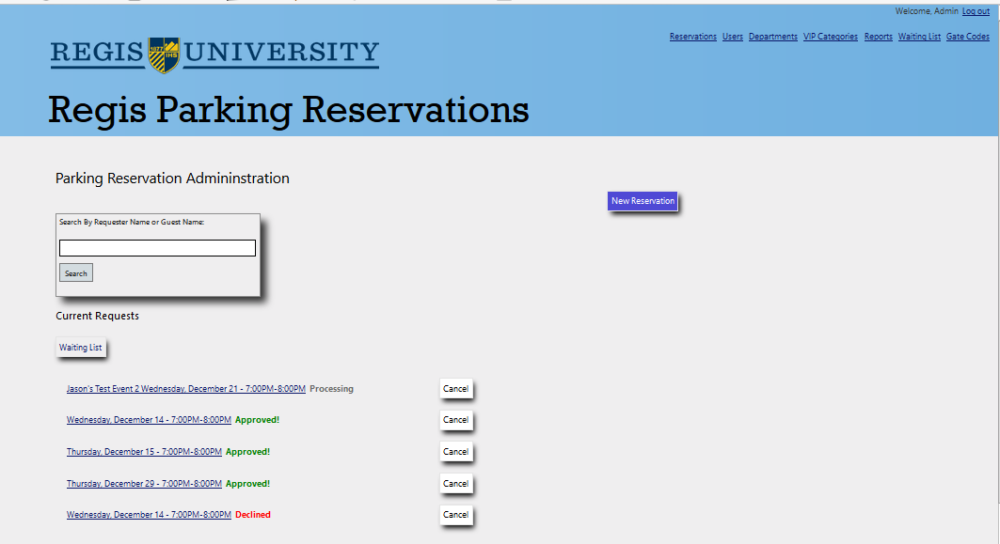 Welcome, Admin Log out
Reservations Users Departments VIP Categories Reports Waiting List Gate Codes
REGIS UNIVERSITY
1877
IHS
Regis Parking Reservations
Parking Reservation Admininstration
New Reservation
Search By Requester Name or Guest Name:
Search
Current Requests
Waiting List
Jason's Test Event 2 Wednesday, December 21 - 7:00PM-8:00PM Processing Cancel
Wednesday, December 14 - 7:00PM-8:00PM Approved! Cancel
Thursday, December 15 - 7:00PM-8:00PM Approved! Cancel
Thursday, December 29 - 7:00PM-8:00PM Approved! Cancel
Wednesday, December 14 - 7:00PM-8:00PM Declined Cancel